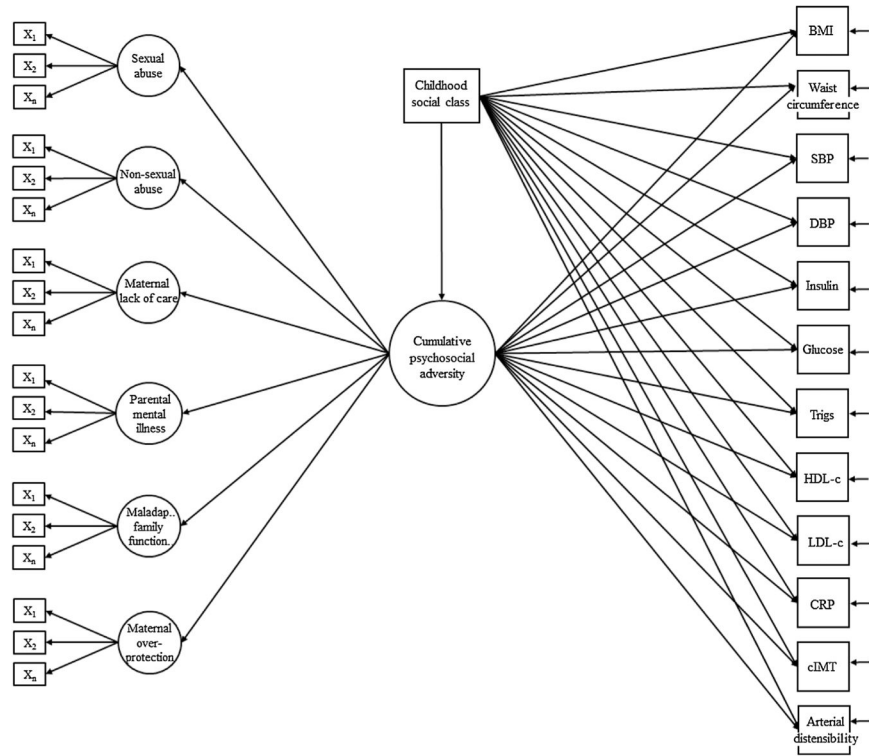 X1
X2
Xn
Sexual
abuse
X1
X2
Xn
Non-sexual
abuse
X1
X2
Xn
Maternal
lack of care
X1
X2
Xn
Parental
mental
illness
X1
X2
Xn
Maladap..
family
function..
X1
X2
Xn
Maternal
over-
protection
Childhood
social class
Cumulative
psychosocial
adversity
BMI
Waist
circumference
SBP
DBP
Insulin
Glucose
Trigs
HDL-c
LDL-c
CRP
cIMT
Arterial
distensibility